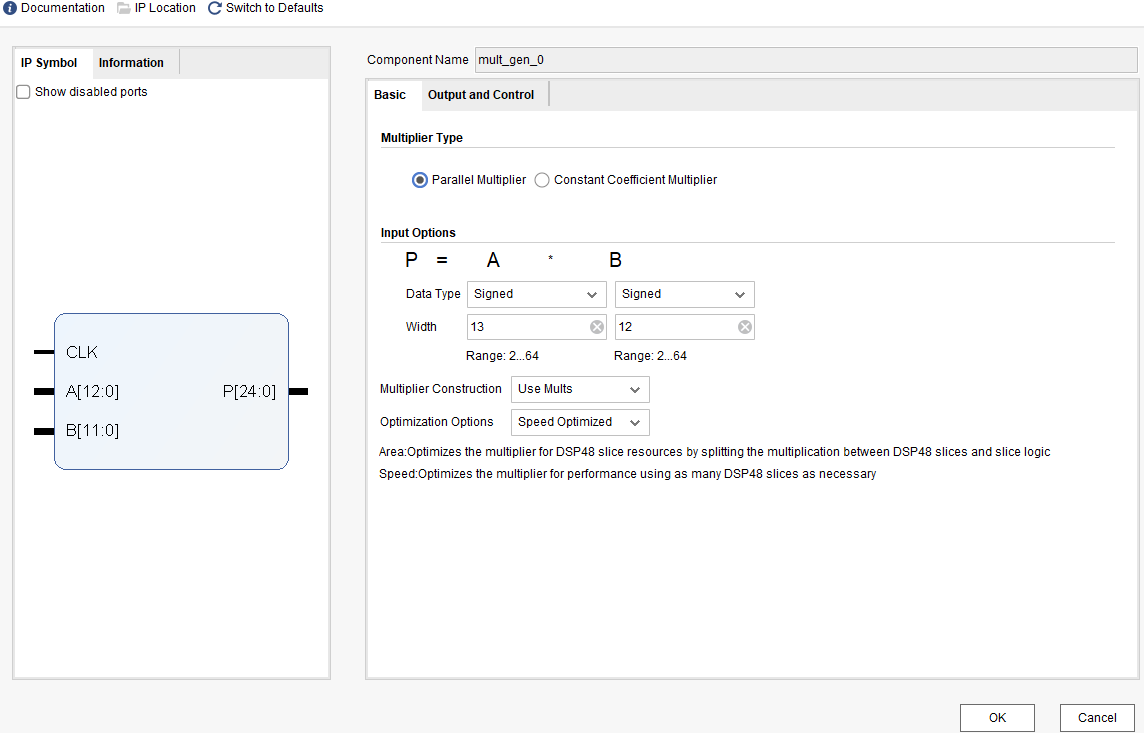 Documentation IP Location Switch to Defaults
IP Symbol Information
Show disabled ports
CLK
A[12:0] P[24:0]
B[11:0]
Component Name mult_gen_0
Basic Output and Control
Multiplier Type
Parallel Multiplier Constant Coefficient Multiplier
Input Options
P = A * B
Data Type Signed Signed
Width 13 12
Range: 2...64 Range: 2...64
Multiplier Construction Use Mults
Optimization Options Speed Optimized
Area:Optimizes the multiplier for DSP48 slice resources by splitting the multiplication between DSP48 slices and slice logic
Speed:Optimizes the multiplier for performance using as many DSP48 slices as necessary
OK Cancel